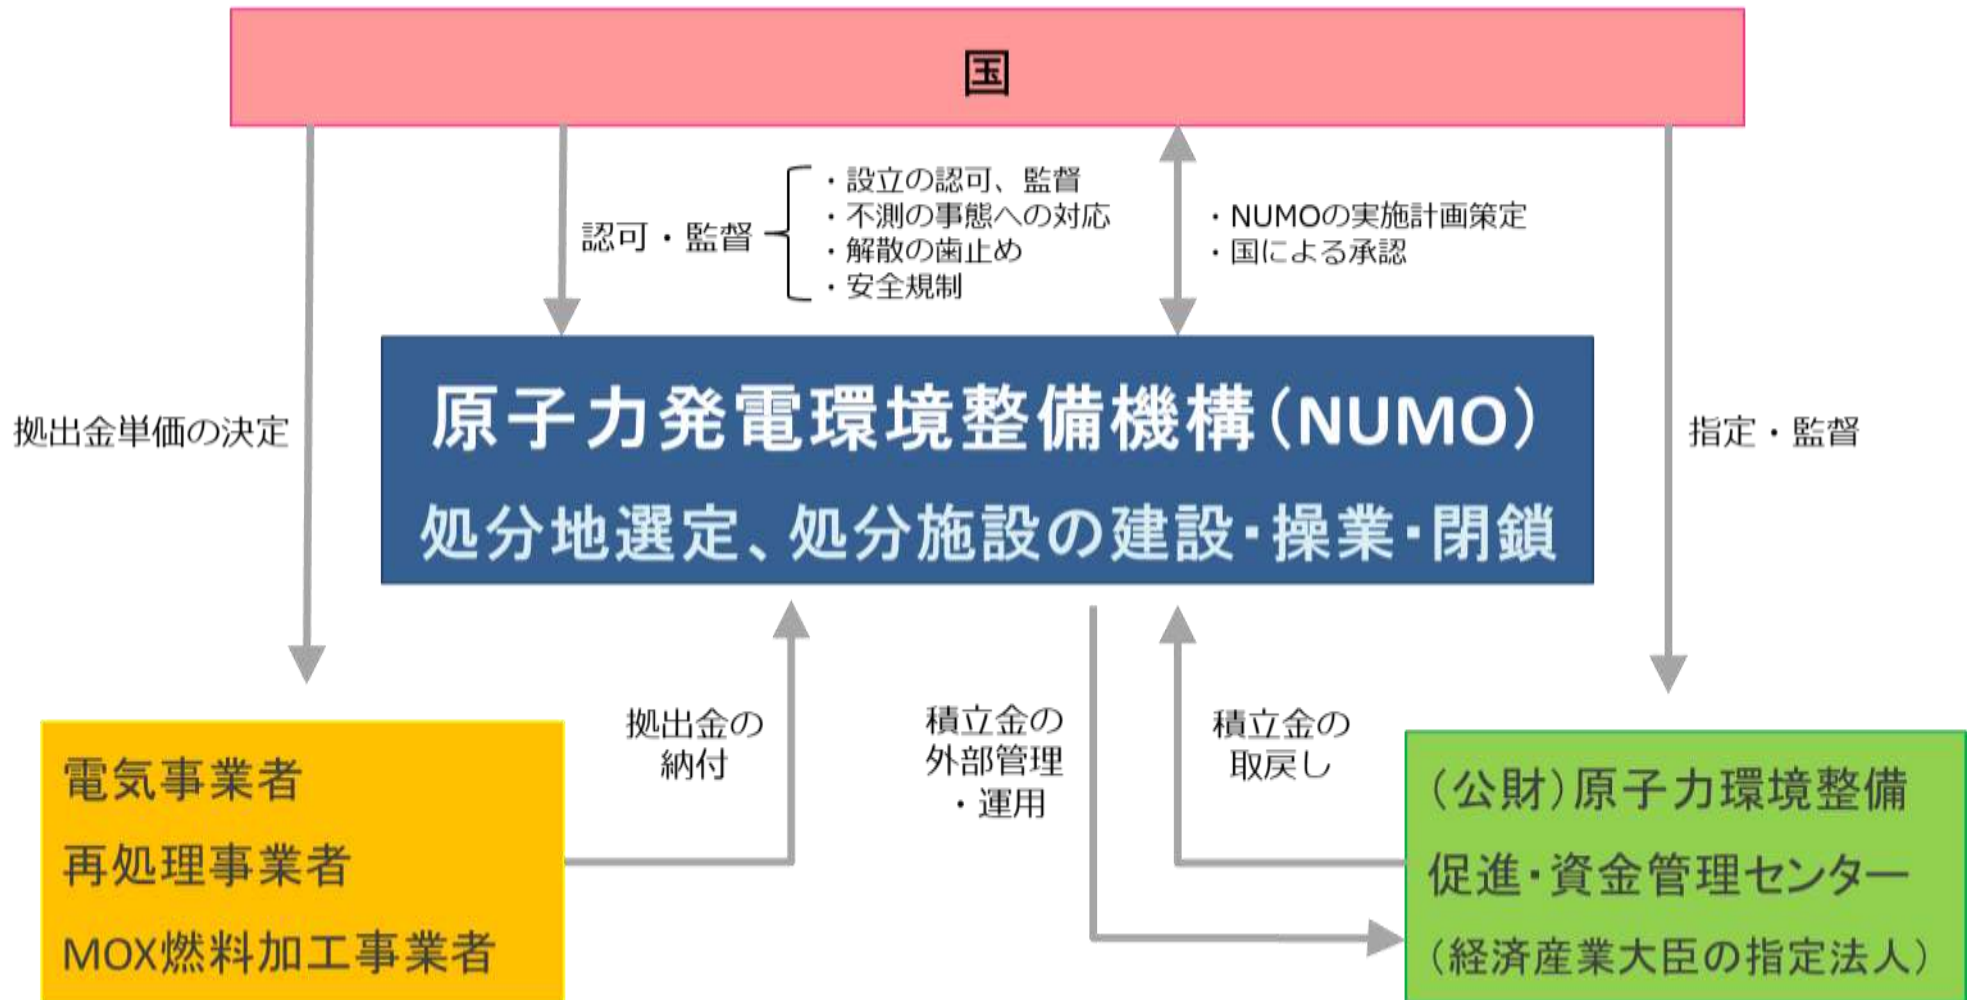 国
認可・監督
・設立の認可、監督
・不測の事態への対応
・解散の歯止め
・安全規制
・NUMOの実施計画策定
・国による承認
拠出金単価の決定
原子力発電環境整備機構（NUMO）
処分地選定、処分施設の建設・操業・閉鎖
指定・監督
拠出金の
納付
積立金の
外部管理
・運用
積立金の
取戻し
電気事業者
再処理事業者
MOX燃料加工事業者
（公財）原子力環境整備
促進・資金管理センター
（経済産業大臣の指定法人）